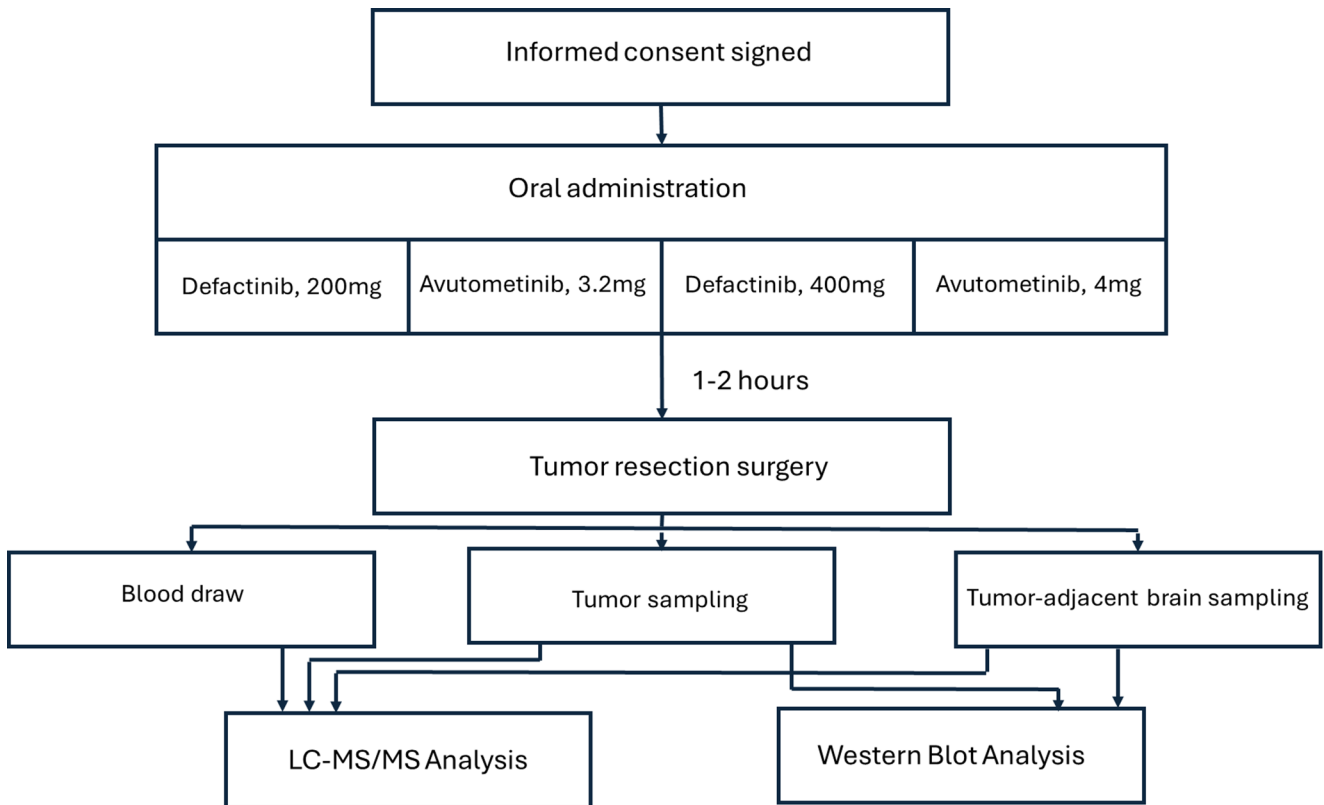 Informed consent signed
Oral administration
Defactinib, 200mg
Avutometinib, 3.2mg
Defactinib, 400mg
Avutometinib, 4mg
1-2 hours
Tumor resection surgery
Blood draw
Tumor sampling
Tumor-adjacent brain sampling
LC-MS/MS Analysis
Western Blot Analysis